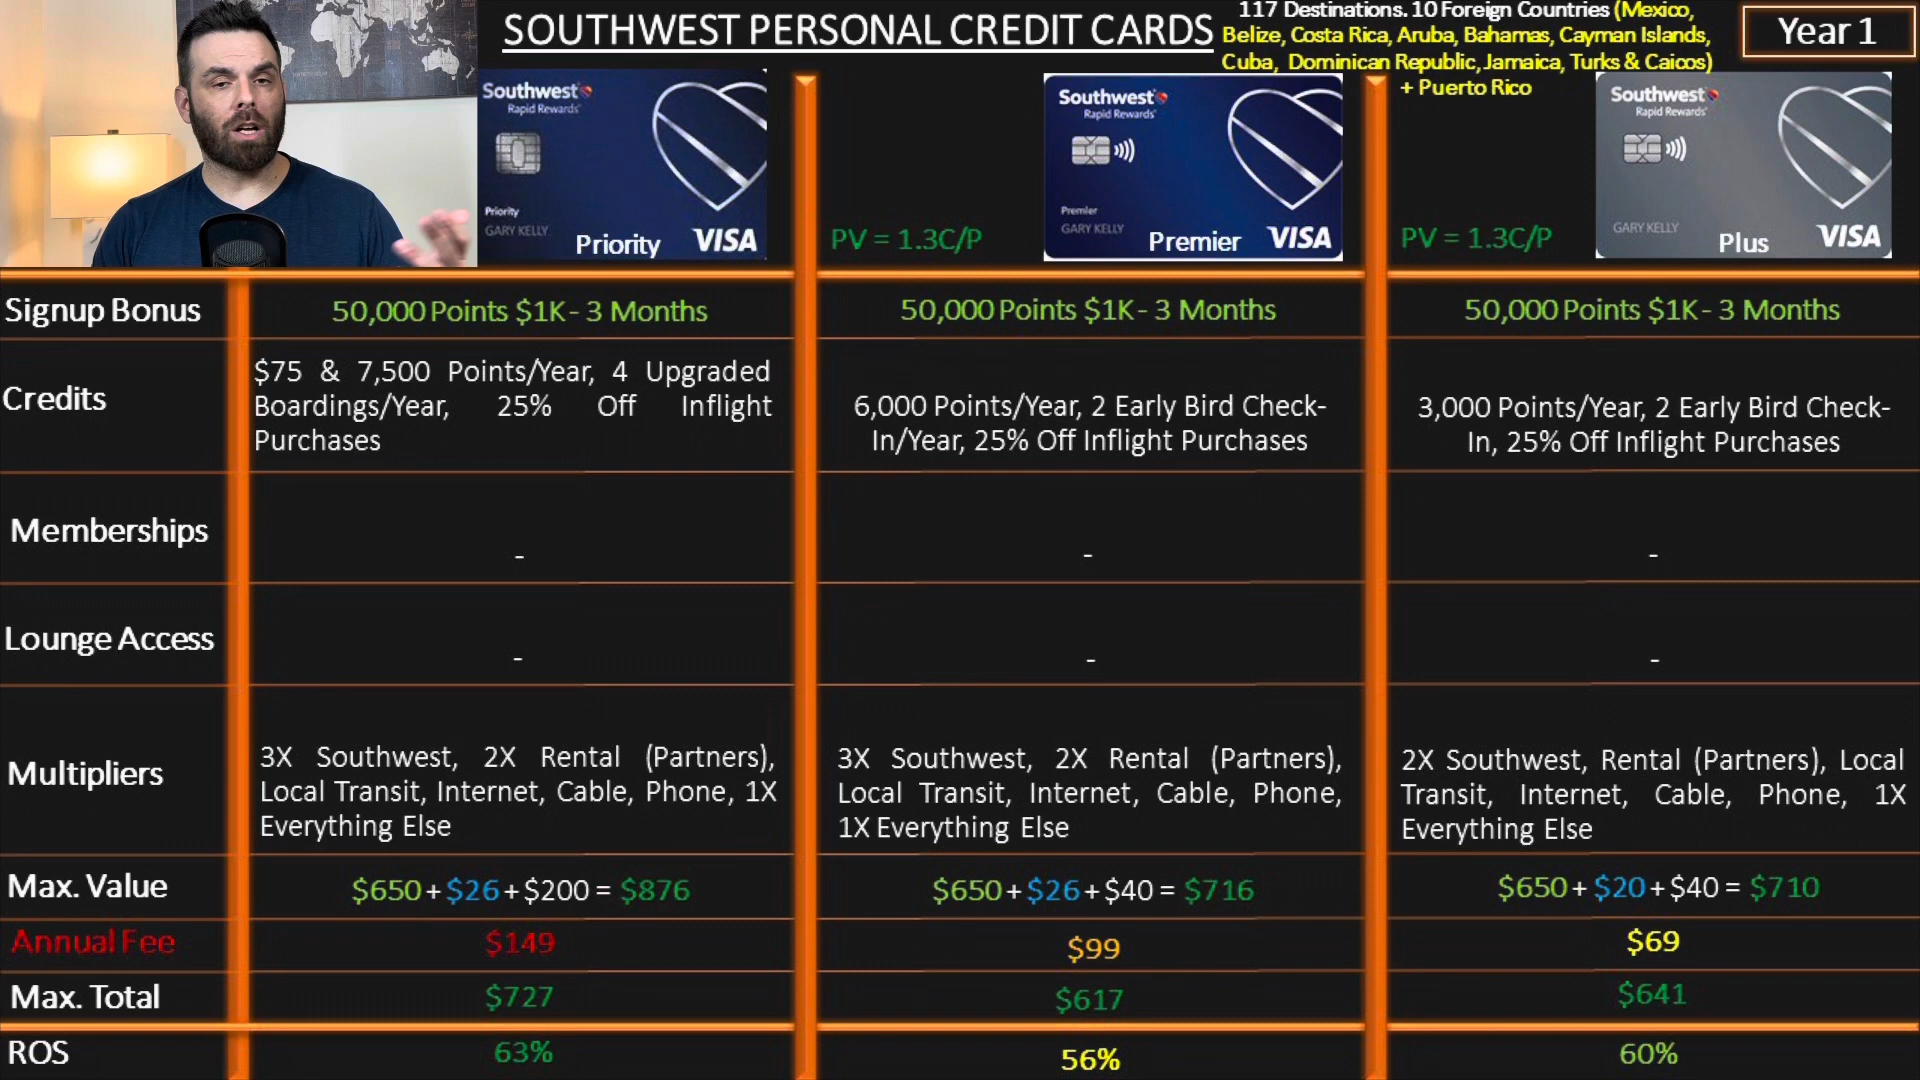 SOUTHWEST PERSONAL CREDIT CARDS
117 Destinations. 10 Foreign Countries (Mexico,
Belize, Costa Rica, Aruba, Bahamas, Cayman Islands,
Cuba, Dominican Republic, Jamaica, Turks & Caicos)
+ Puerto Rico
Year 1
Southwest
Rapid Rewards
Priority
GARY KELLY
Priority
VISA
PV = 1.3C/P
Southwest
Rapid Rewards
Premier
GARY KELLY
Premier
VISA
PV = 1.3C/P
Southwest
Rapid Rewards
GARY KELLY
Plus
VISA
Signup Bonus
50,000 Points $1K - 3 Months
50,000 Points $1K - 3 Months
50,000 Points $1K - 3 Months
Credits
$75 & 7,500 Points/Year, 4 Upgraded
Boardings/Year, 25% Off Inflight
Purchases
6,000 Points/Year, 2 Early Bird Check-
In/Year, 25% Off Inflight Purchases
3,000 Points/Year, 2 Early Bird Check-
In, 25% Off Inflight Purchases
Memberships
-
-
-
Lounge Access
-
-
-
Multipliers
3X Southwest, 2X Rental (Partners),
Local Transit, Internet, Cable, Phone, 1X
Everything Else
3X Southwest, 2X Rental (Partners),
Local Transit, Internet, Cable, Phone,
1X Everything Else
2X Southwest, Rental (Partners), Local
Transit, Internet, Cable, Phone, 1X
Everything Else
Max. Value
$650 + $26 + $200 = $876
$650 + $26 + $40 = $716
$650 + $20 + $40 = $710
Annual Fee
$149
$99
$69
Max. Total
$727
$617
$641
ROS
63%
56%
60%